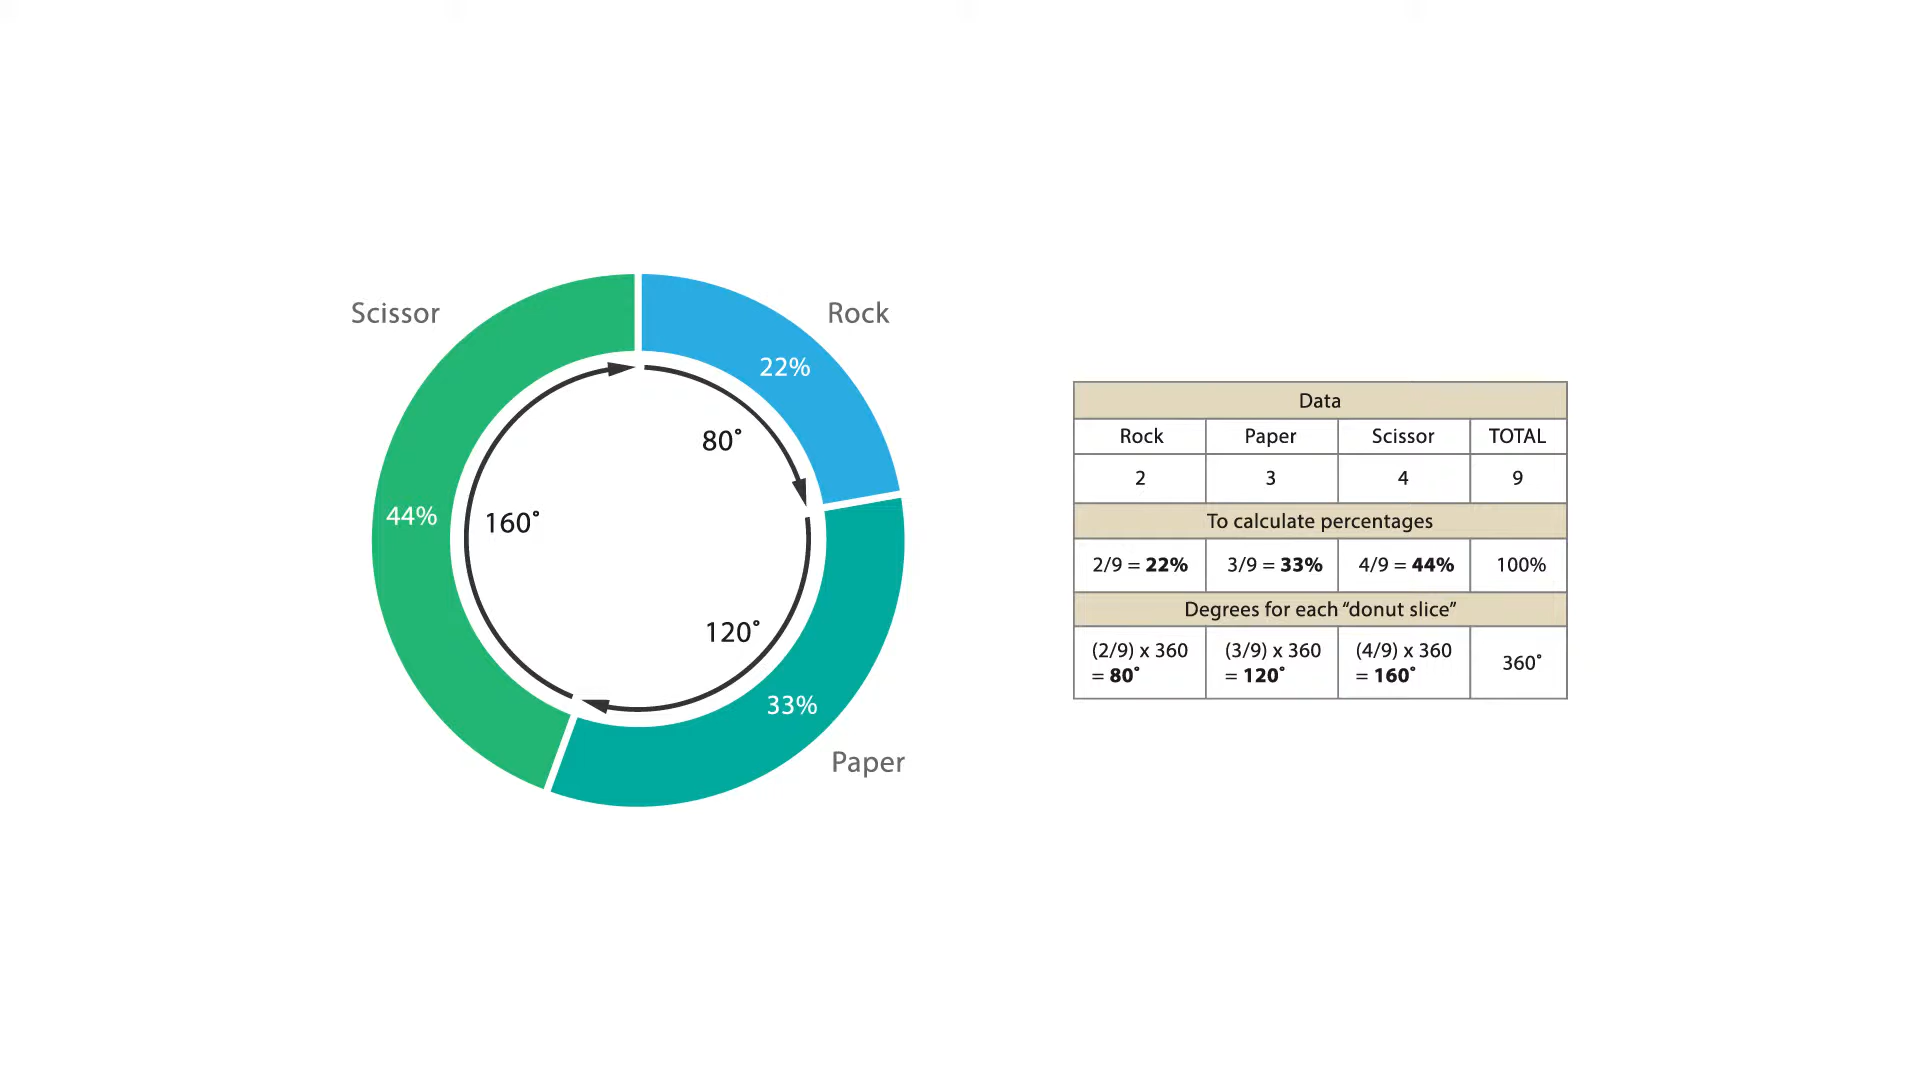 Scissor
Rock
22%
80˚
44%
160˚
120˚
33%
Paper
Data
Rock Paper Scissor TOTAL
2 3 4 9
To calculate percentages
2/9 = 22% 3/9 = 33% 4/9 = 44% 100%
Degrees for each “donut slice”
(2/9) x 360 (3/9) x 360 (4/9) x 360 360˚
= 80˚ = 120˚ = 160˚